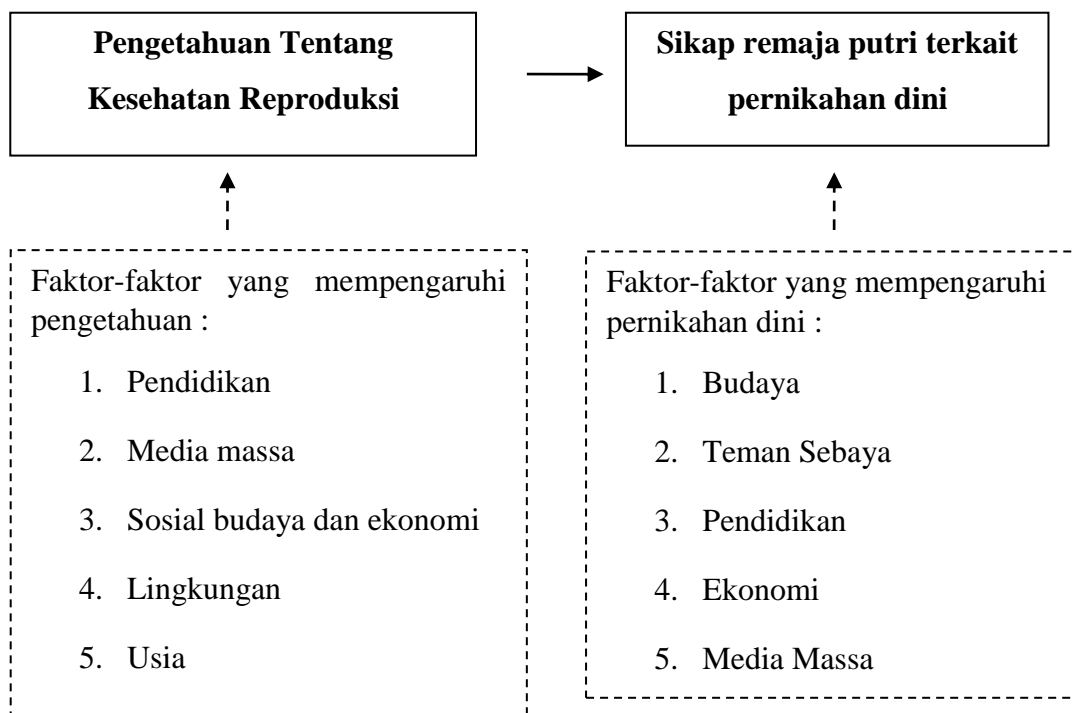 Pengetahuan Tentang
Kesehatan Reproduksi
Sikap remaja putri terkait
pernikahan dini
Faktor-faktor yang mempengaruhi
pengetahuan :
1. Pendidikan
2. Media massa
3. Sosial budaya dan ekonomi
4. Lingkungan
5. Usia
Faktor-faktor yang mempengaruhi
pernikahan dini :
1. Budaya
2. Teman Sebaya
3. Pendidikan
4. Ekonomi
5. Media Massa